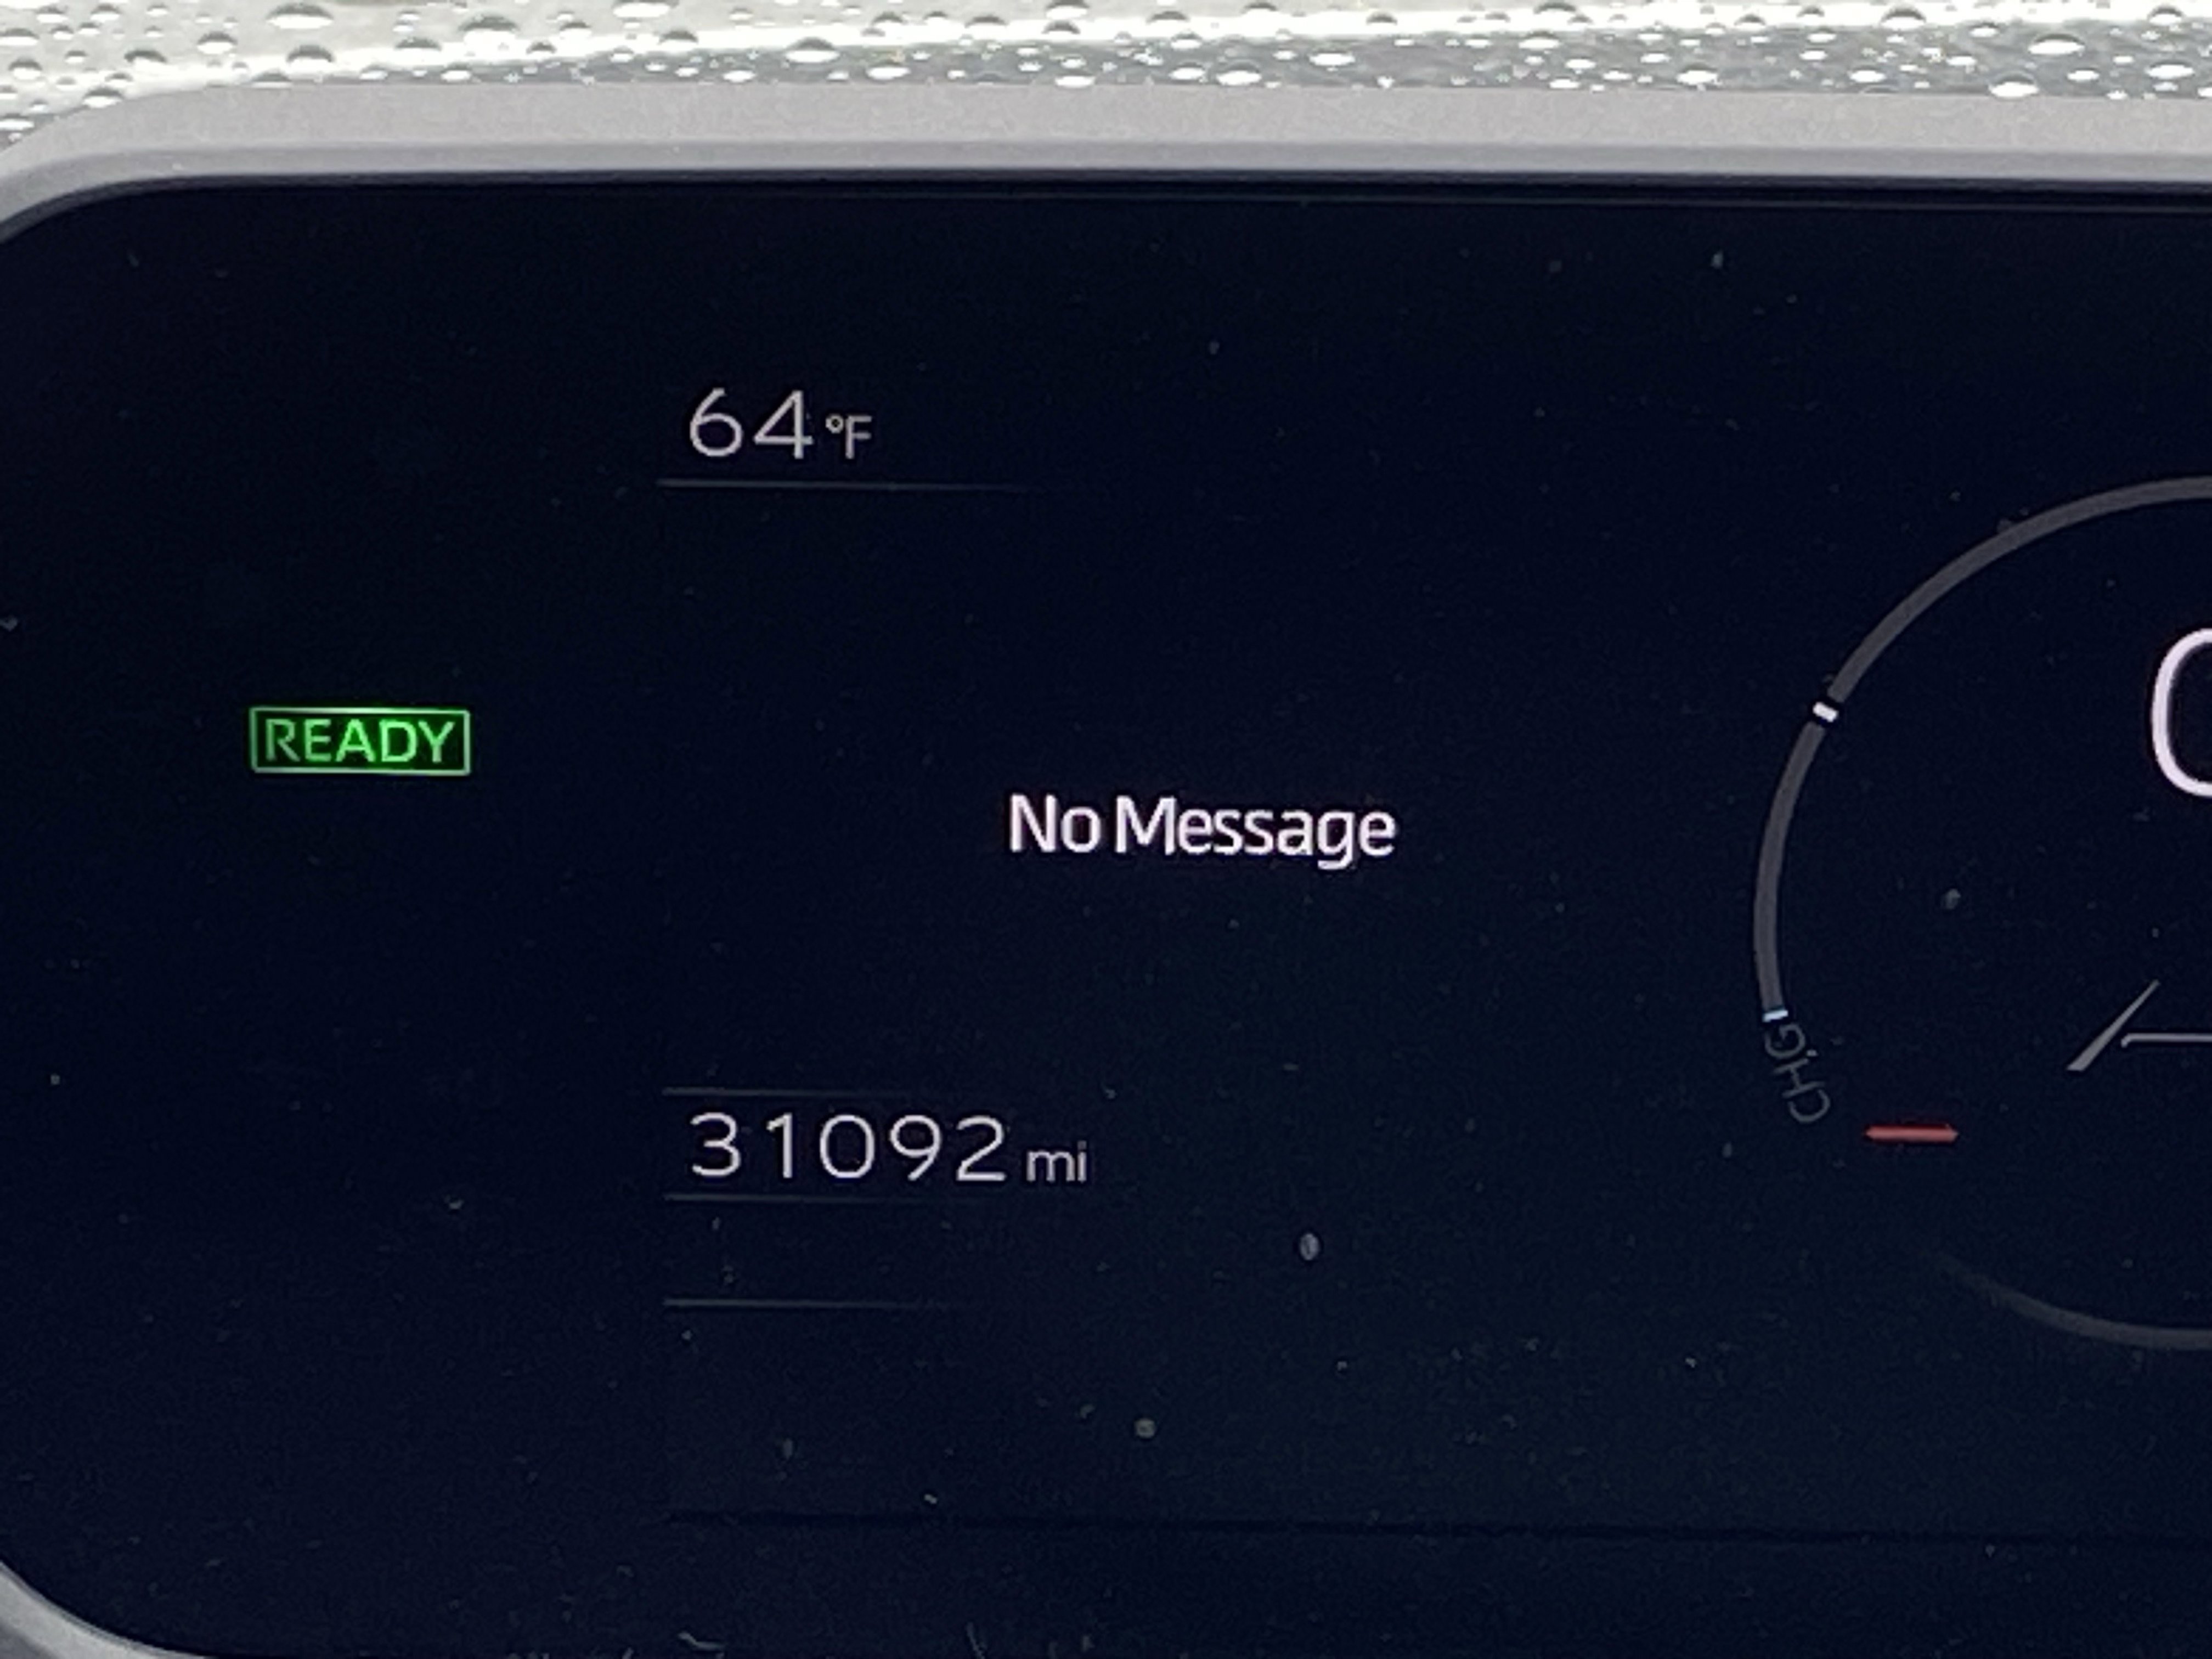 64°F
READY
No Message
CHG
31092 mi